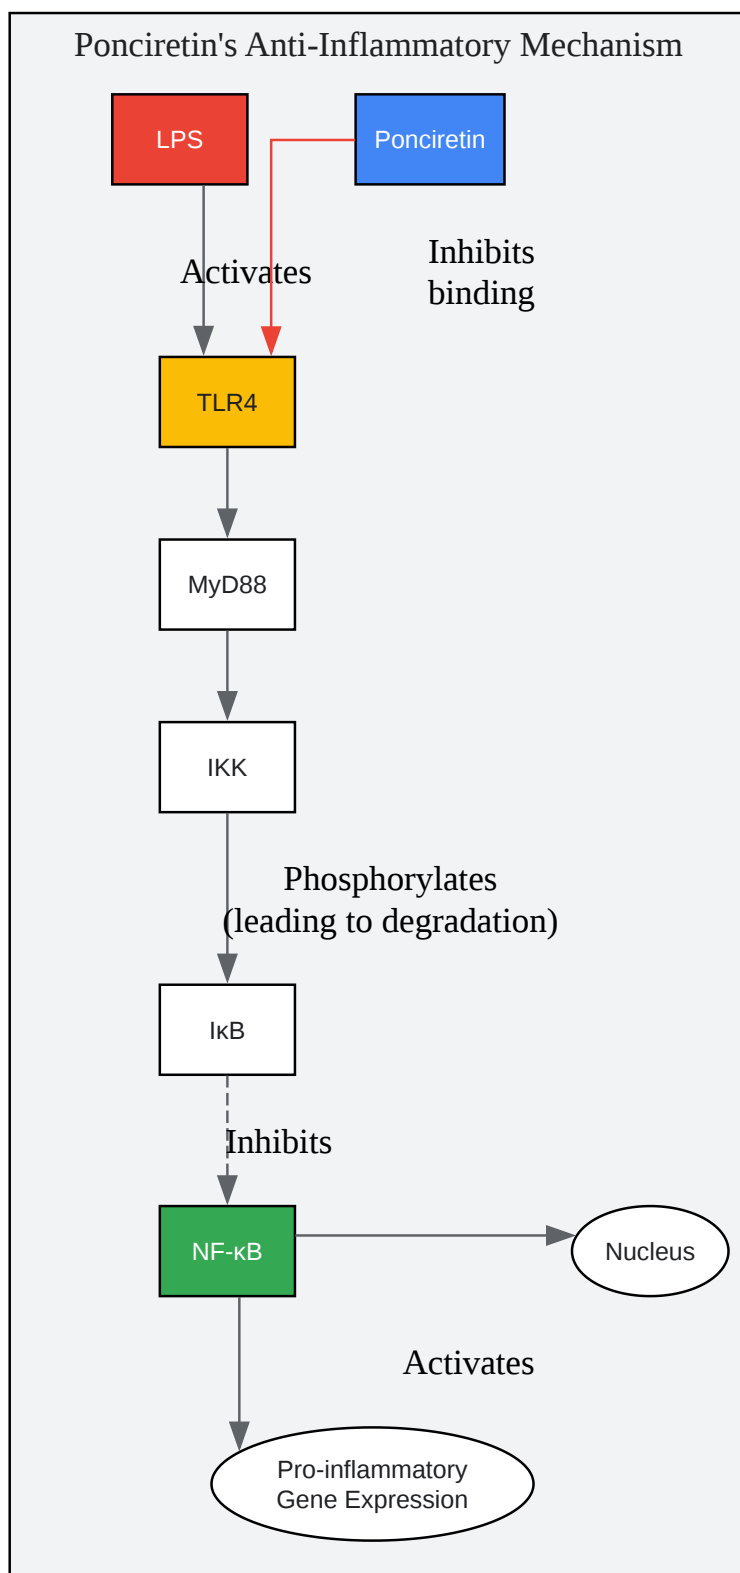 Ponciretin's Anti-Inflammatory Mechanism
LPS
Ponciretin
Activates
Inhibits
binding
TLR4
MyD88
IKK
Phosphorylates
(leading to degradation)
IκB
Inhibits
NF-κB
Nucleus
Activates
Pro-inflammatory
Gene Expression